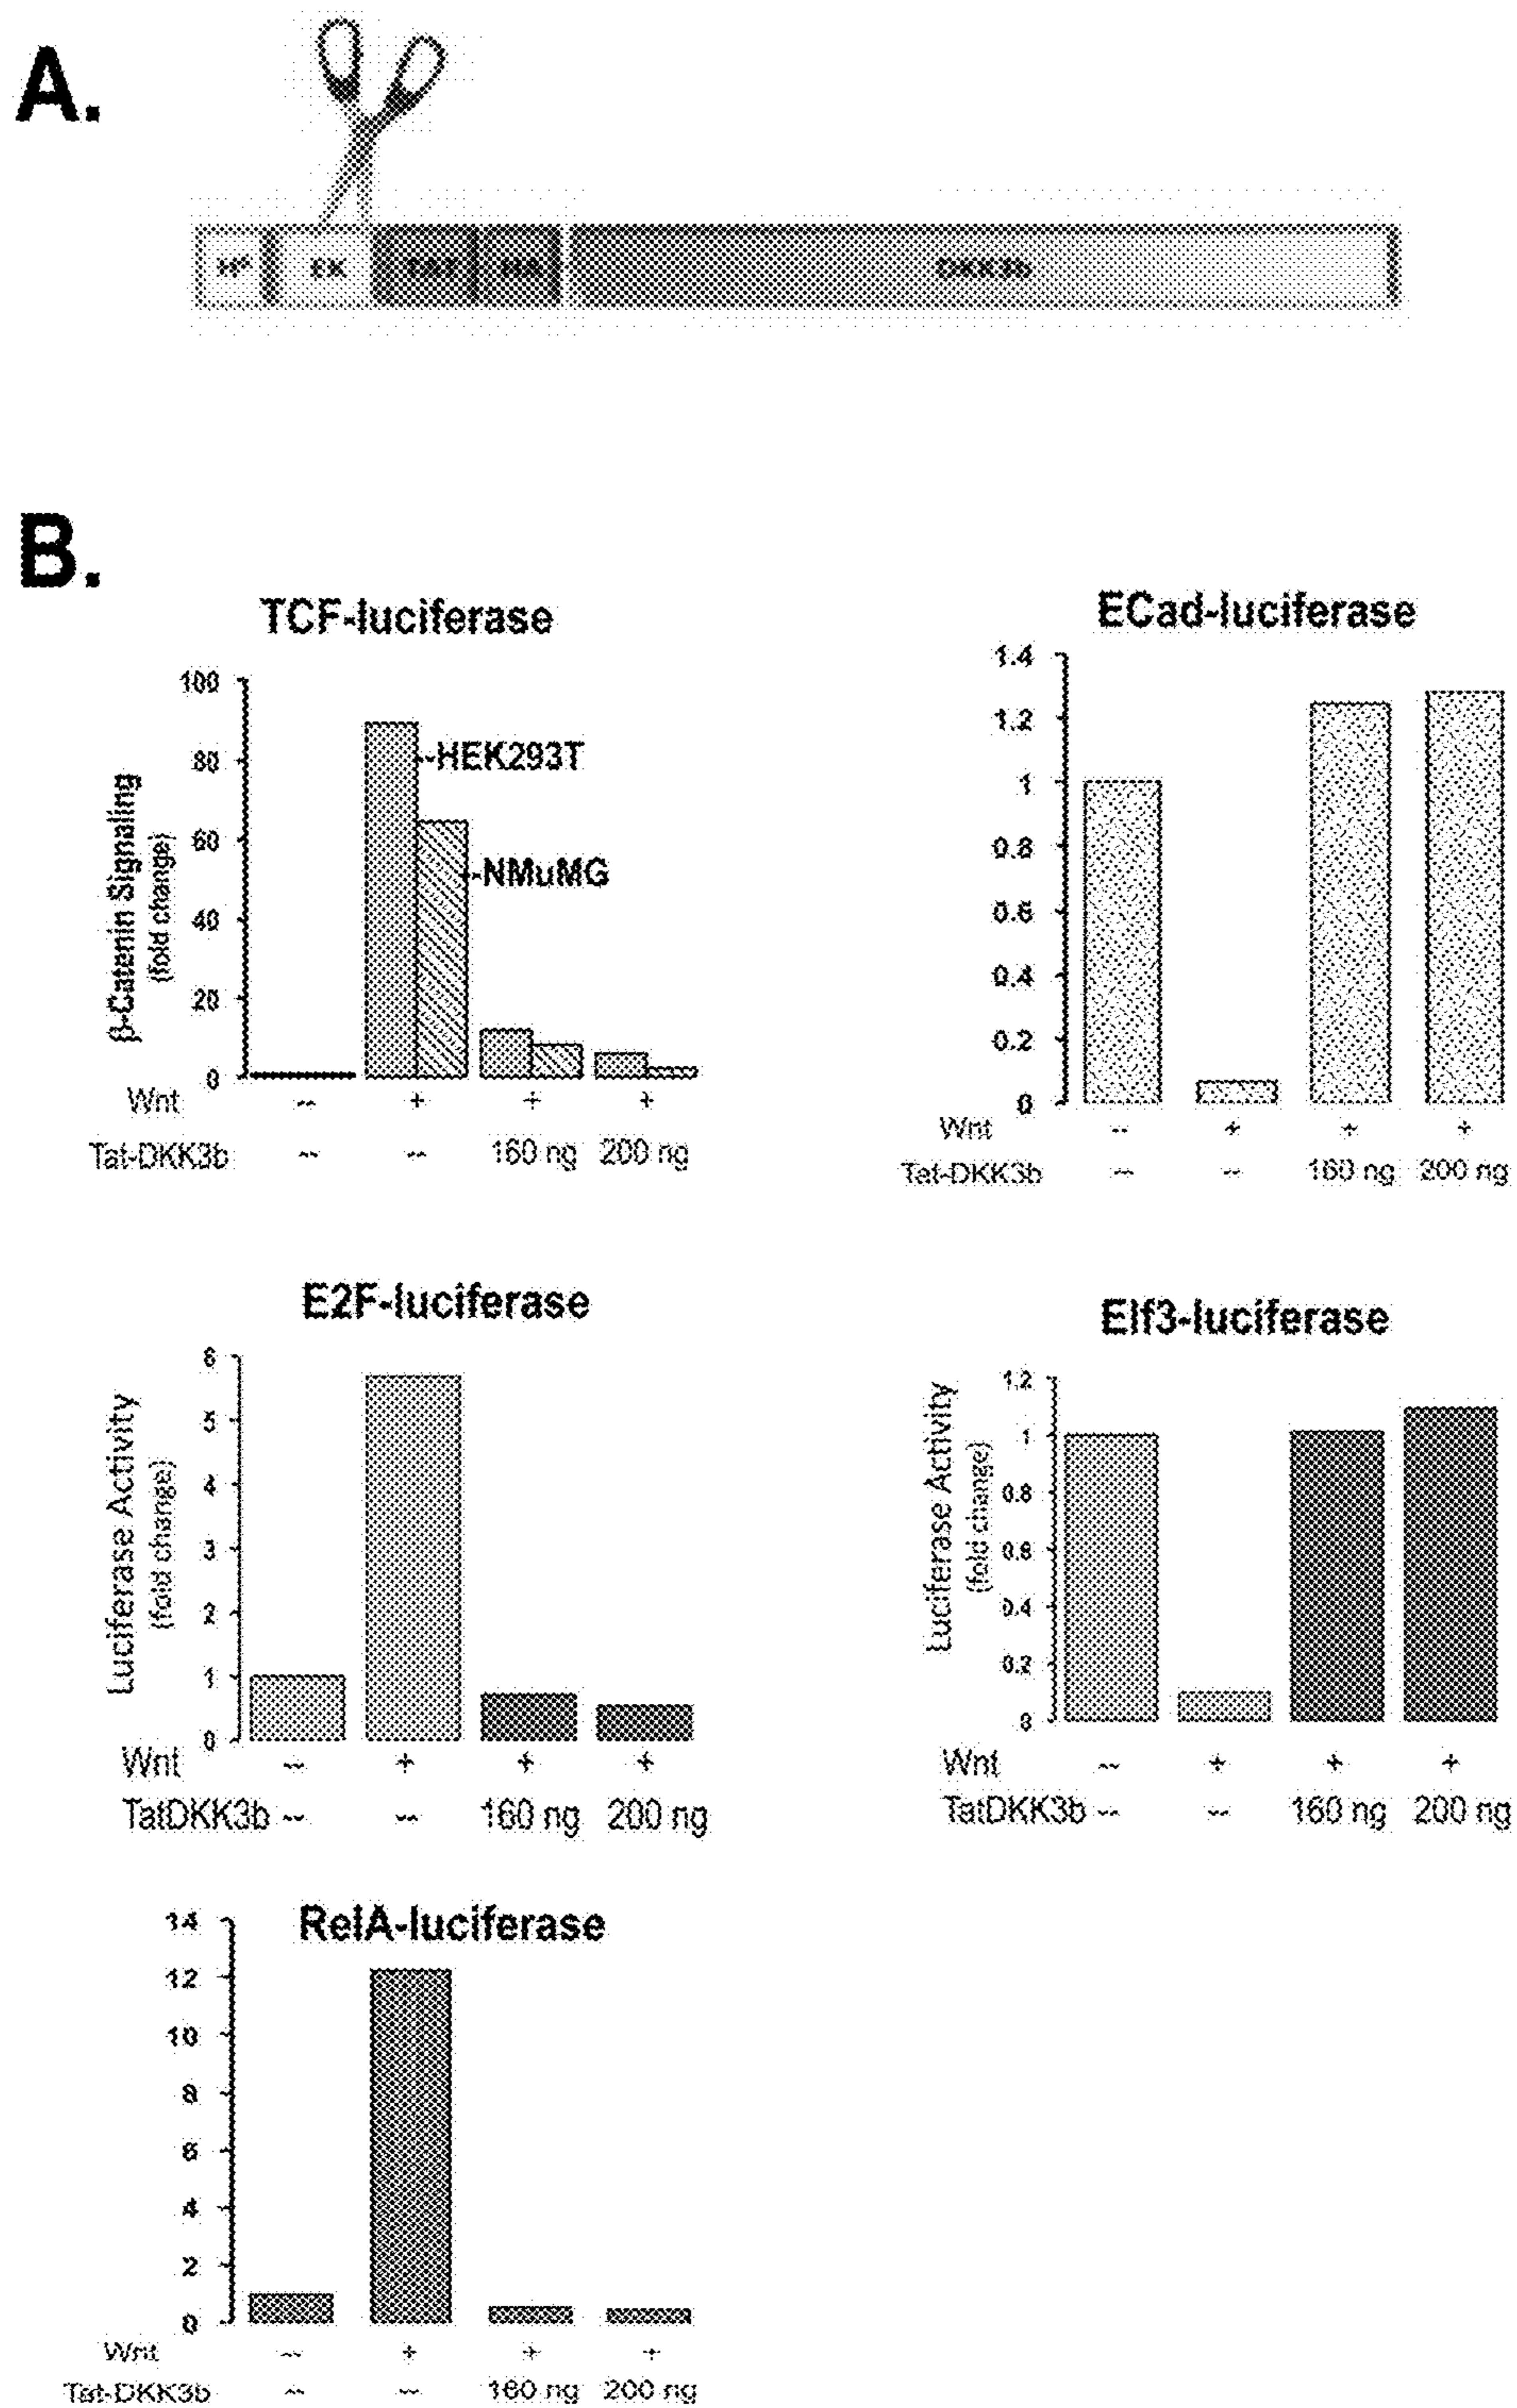 A.
H⁶ EK TAT HA DKK3b
B.
TCF-luciferase
β-Catenin Signaling
(fold change)
100
80
60
40
20
0
--HEK293T
--NMuMG
Wnt -- + + +
Tat-DKK3b -- -- 160 ng 200 ng
ECad-luciferase
1.4
1.2
1
0.8
0.6
0.4
0.2
0
Wnt -- + + +
Tat-DKK3b -- -- 160 ng 200 ng
E2F-luciferase
Luciferase Activity
(fold change)
6
5
4
3
2
1
0
Wnt -- + + +
TatDKK3b -- -- 160 ng 200 ng
Elf3-luciferase
Luciferase Activity
(fold change)
1.2
1
0.8
0.6
0.4
0.2
0
Wnt -- + + +
TatDKK3b -- -- 160 ng 200 ng
RelA-luciferase
14
12
10
8
6
4
2
0
Wnt -- + + +
Tat-DKK3b -- -- 160 ng 200 ng